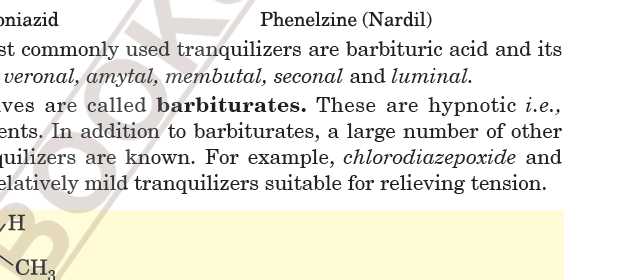 oniazid Phenelzine (Nardil)
st commonly used tranquilizers are barbituric acid and its
veronal, amytal, membutal, seconal and luminal.
ves are called barbiturates. These are hypnotic i.e.,
ents. In addition to barbiturates, a large number of other
quilizers are known. For example, chlorodiazepoxide and
elatively mild tranquilizers suitable for relieving tension.
H
CH₃